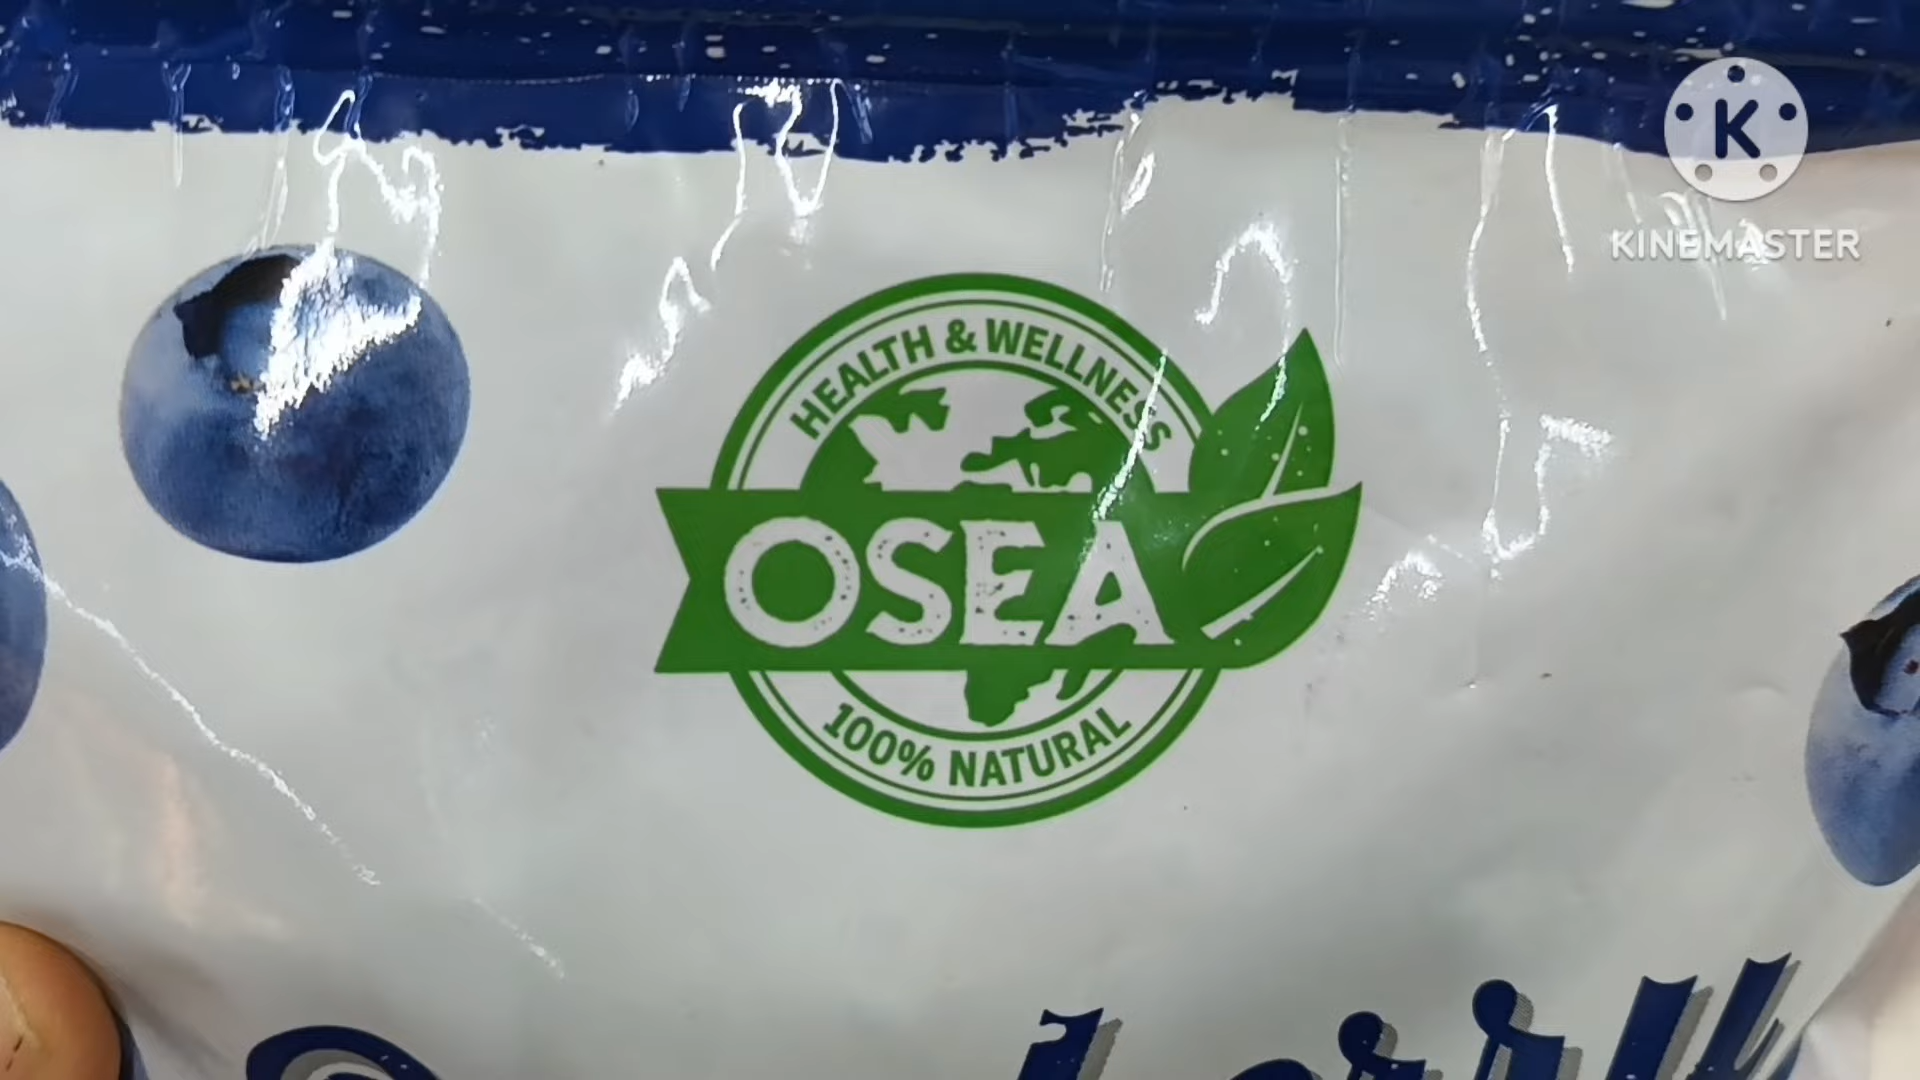 K
KINEMASTER
HEALTH & WELLNESS
OSEA
100% NATURAL